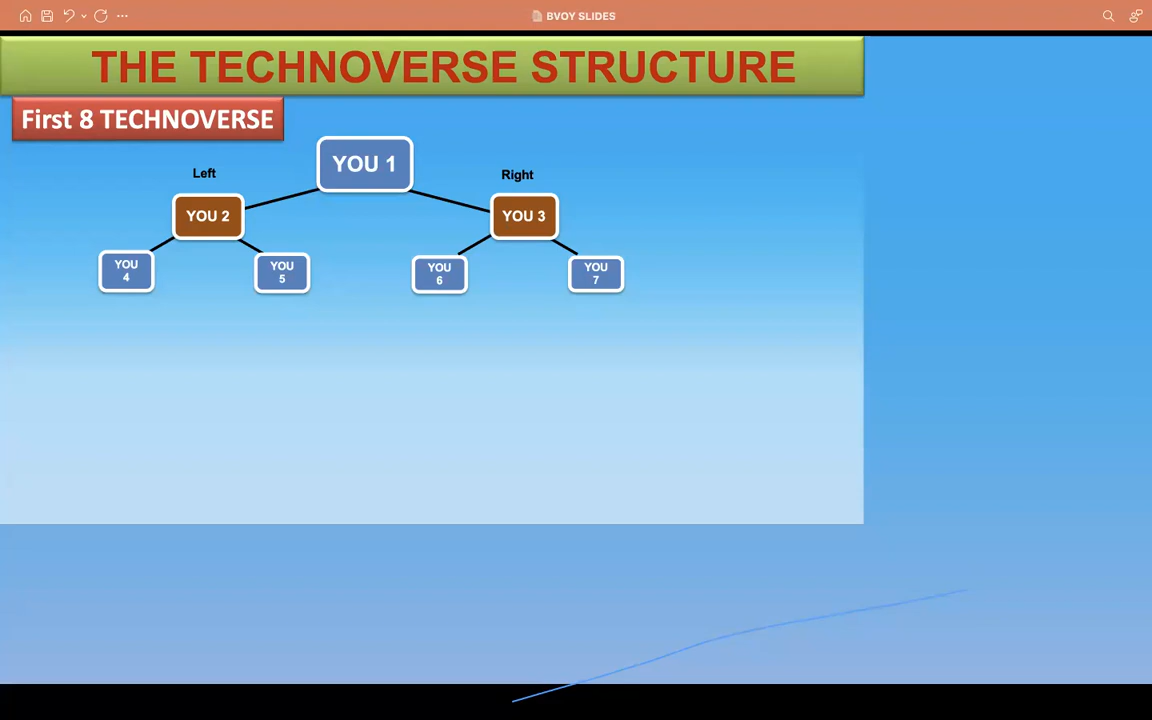 BVOY SLIDES
THE TECHNOVERSE STRUCTURE
First 8 TECHNOVERSE
YOU 1
Left
Right
YOU 2
YOU 3
YOU
4
YOU
5
YOU
6
YOU
7